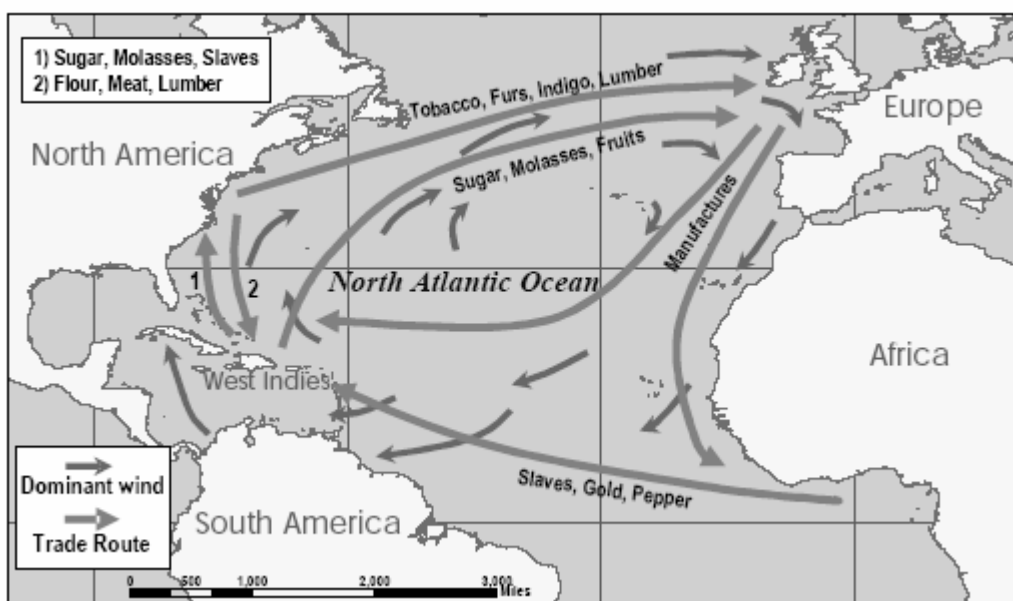 1) Sugar, Molasses, Slaves
2) Flour, Meat, Lumber
Tobacco, Furs, Indigo, Lumber
Europe
North America
Sugar, Molasses, Fruits
Manufactures
1
2
North Atlantic Ocean
Africa
West Indies
Dominant wind
Trade Route
Slaves, Gold, Pepper
South America
0 500 1,000 2,000 3,000
Miles